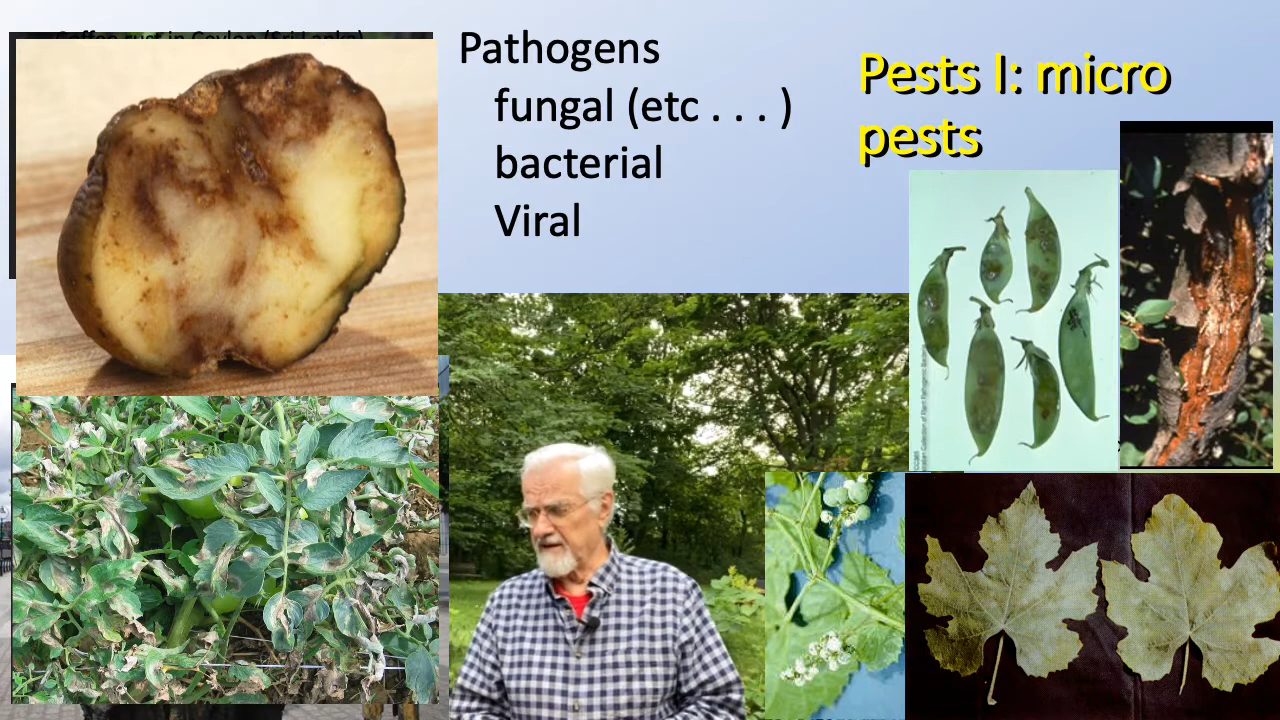 Coffee rust in Ceylon (Sri Lanka)
Pathogens
fungal (etc . . . )
bacterial
Viral
Pests I: micro
pests